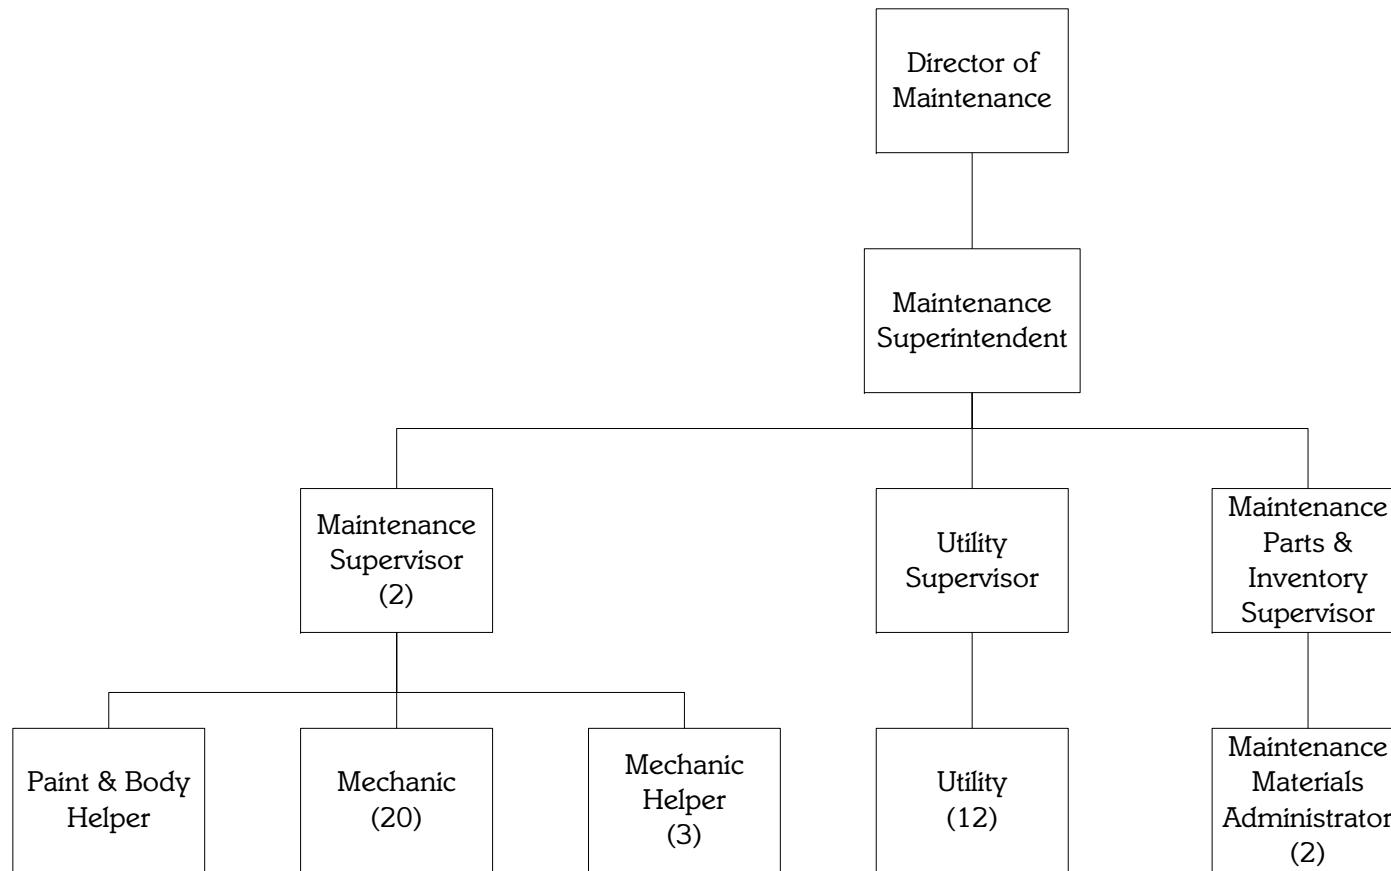 Director of
Maintenance
Maintenance
Superintendent
Maintenance
Supervisor
(2)
Utility
Supervisor
Maintenance
Parts &
Inventory
Supervisor
Paint & Body
Helper
Mechanic
(20)
Mechanic
Helper
(3)
Utility
(12)
Maintenance
Materials
Administrator
(2)